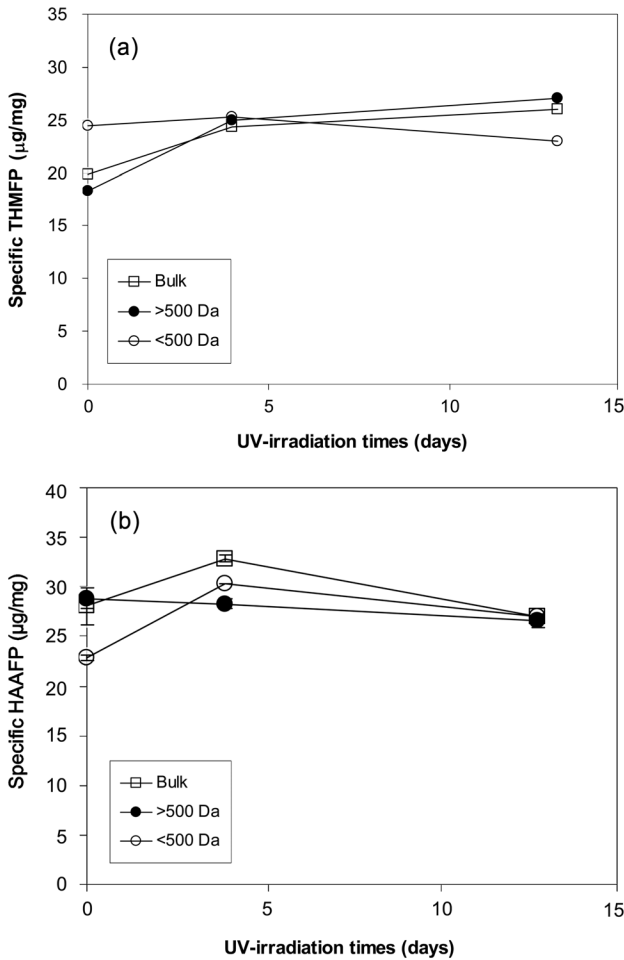 (a)
Specific THMFP (μg/mg)
35
30
25
20
15
10
5
0
Bulk
>500 Da
<500 Da
0
5
10
15
UV-irradiation times (days)
(b)
Specific HAAFP (μg/mg)
40
35
30
25
20
15
10
5
0
Bulk
>500 Da
<500 Da
0
5
10
15
UV-irradiation times (days)